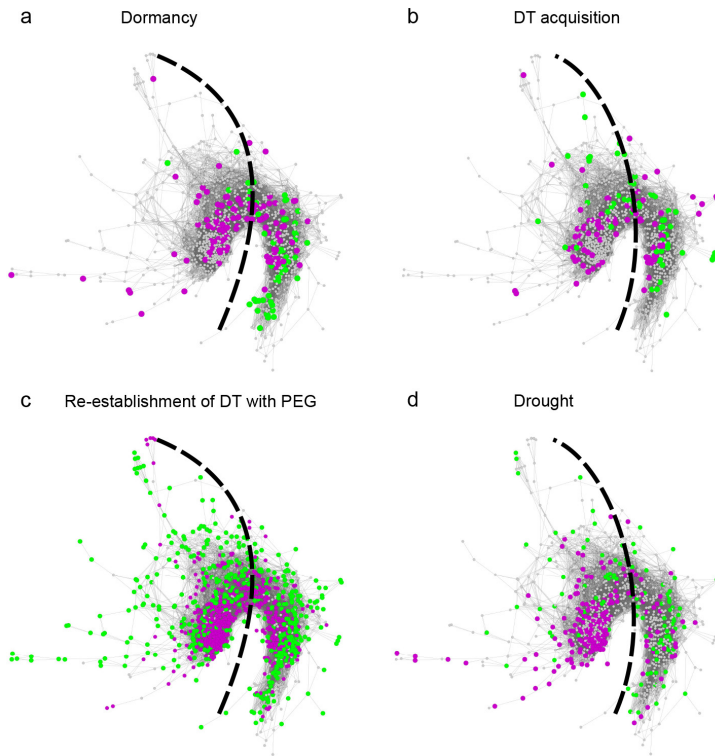 a Dormancy
b DT acquisition
c Re-establishment of DT with PEG
d Drought